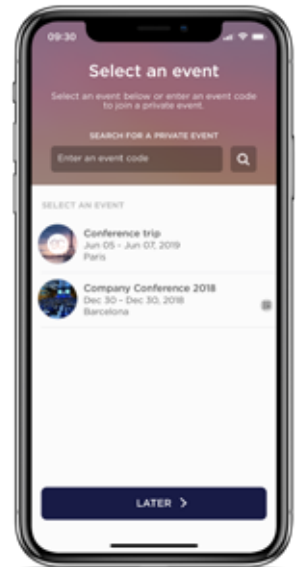 09:30
Select an event
Select an event below or enter an event code
to join a private event.
SEARCH FOR A PRIVATE EVENT
Enter an event code
SELECT AN EVENT
Conference trip
Jun 05 - Jun 07, 2019
Paris
Company Conference 2018
Dec 30 - Dec 30, 2018
Barcelona
LATER >